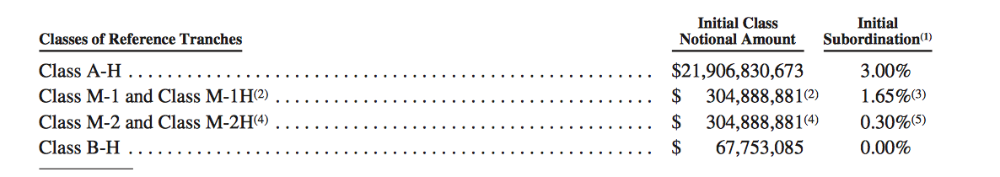 Initial Class Initial
Classes of Reference Tranches Notional Amount Subordination(1)
Class A-H ........................................................ $21,906,830,673 3.00%
Class M-1 and Class M-1H(2) ....................................... $ 304,888,881(2) 1.65%(3)
Class M-2 and Class M-2H(4) ....................................... $ 304,888,881(4) 0.30%(5)
Class B-H ........................................................ $ 67,753,085 0.00%